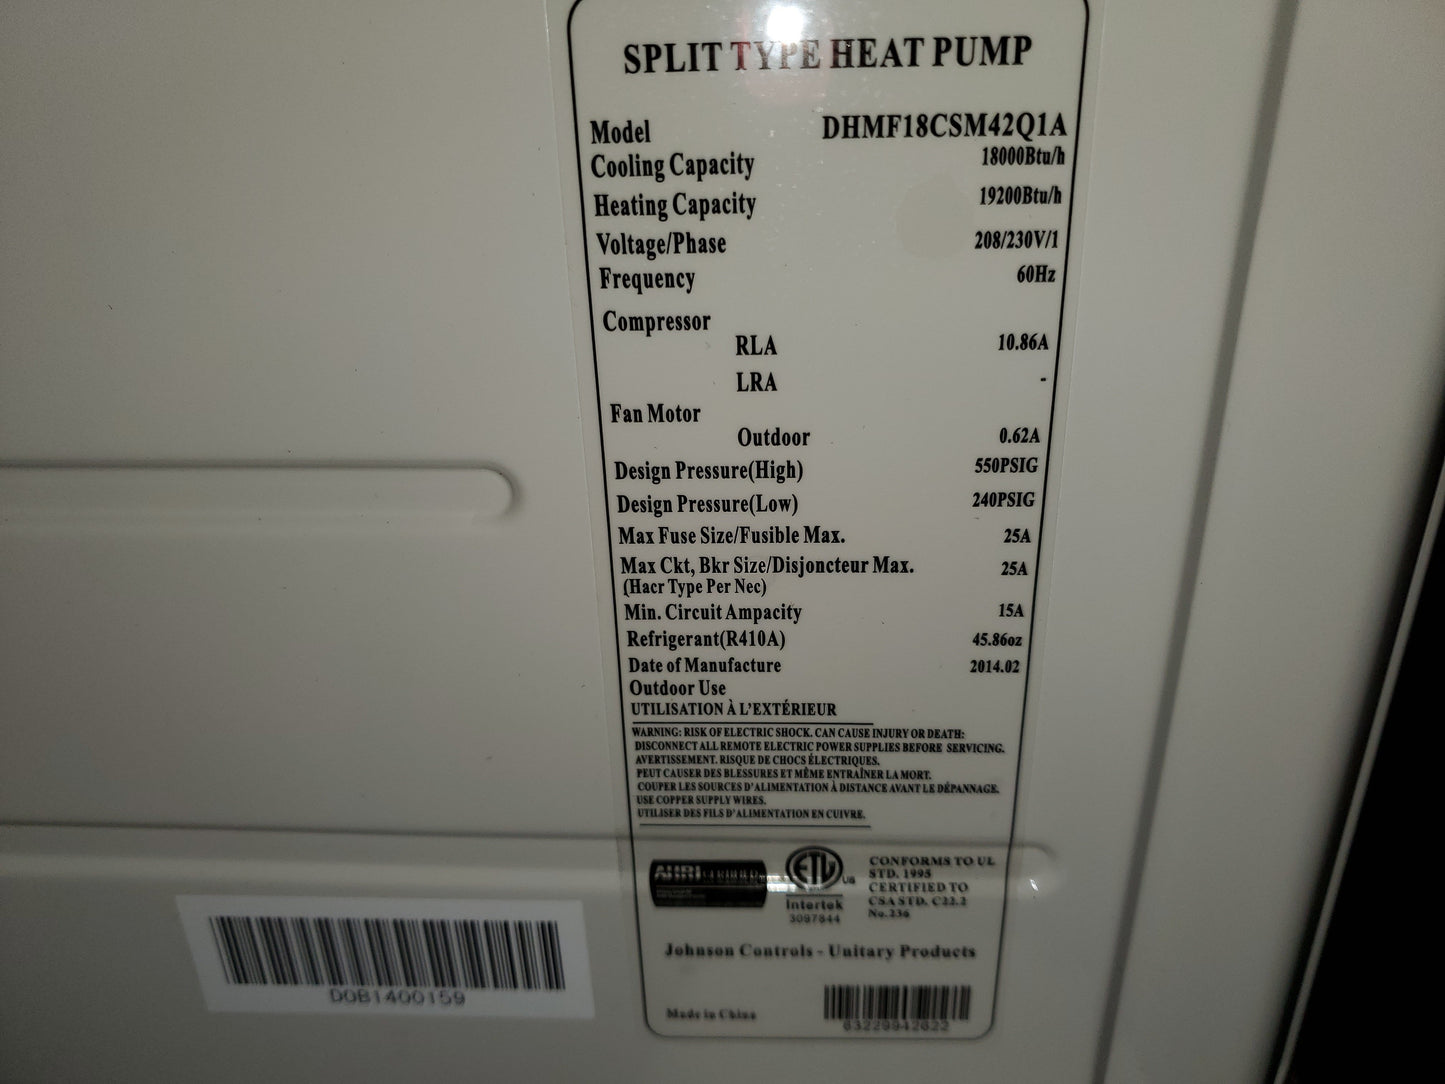 SPLIT TYPE HEAT PUMP
Model DHMF18CSM42Q1A
Cooling Capacity 18000Btu/h
Heating Capacity 19200Btu/h
Voltage/Phase 208/230V/1
Frequency 60Hz
Compressor
RLA 10.86A
LRA -
Fan Motor
Outdoor 0.62A
Design Pressure(High) 550PSIG
Design Pressure(Low) 240PSIG
Max Fuse Size/Fusible Max. 25A
Max Ckt, Bkr Size/Disjoncteur Max. 25A
(Hacr Type Per Nec)
Min. Circuit Ampacity 15A
Refrigerant(R410A) 45.86oz
Date of Manufacture 2014.02
Outdoor Use
UTILISATION À L'EXTÉRIEUR
WARNING: RISK OF ELECTRIC SHOCK. CAN CAUSE INJURY OR DEATH:
DISCONNECT ALL REMOTE ELECTRIC POWER SUPPLIES BEFORE SERVICING.
AVERTISSEMENT. RISQUE DE CHOCS ÉLECTRIQUES.
PEUT CAUSER DES BLESSURES ET MÊME ENTRAÎNER LA MORT.
COUPER LES SOURCES D'ALIMENTATION À DISTANCE AVANT LE DÉPANNAGE.
USE COPPER SUPPLY WIRES.
UTILISER DES FILS D'ALIMENTATION EN CUIVRE.
AHRI CERTIFIED
ETL US
Intertek
3097844
CONFORMS TO UL
STD. 1995
CERTIFIED TO
CSA STD. C22.2
No.236
Johnson Controls - Unitary Products
Made in China
63229942622
D0B1400159